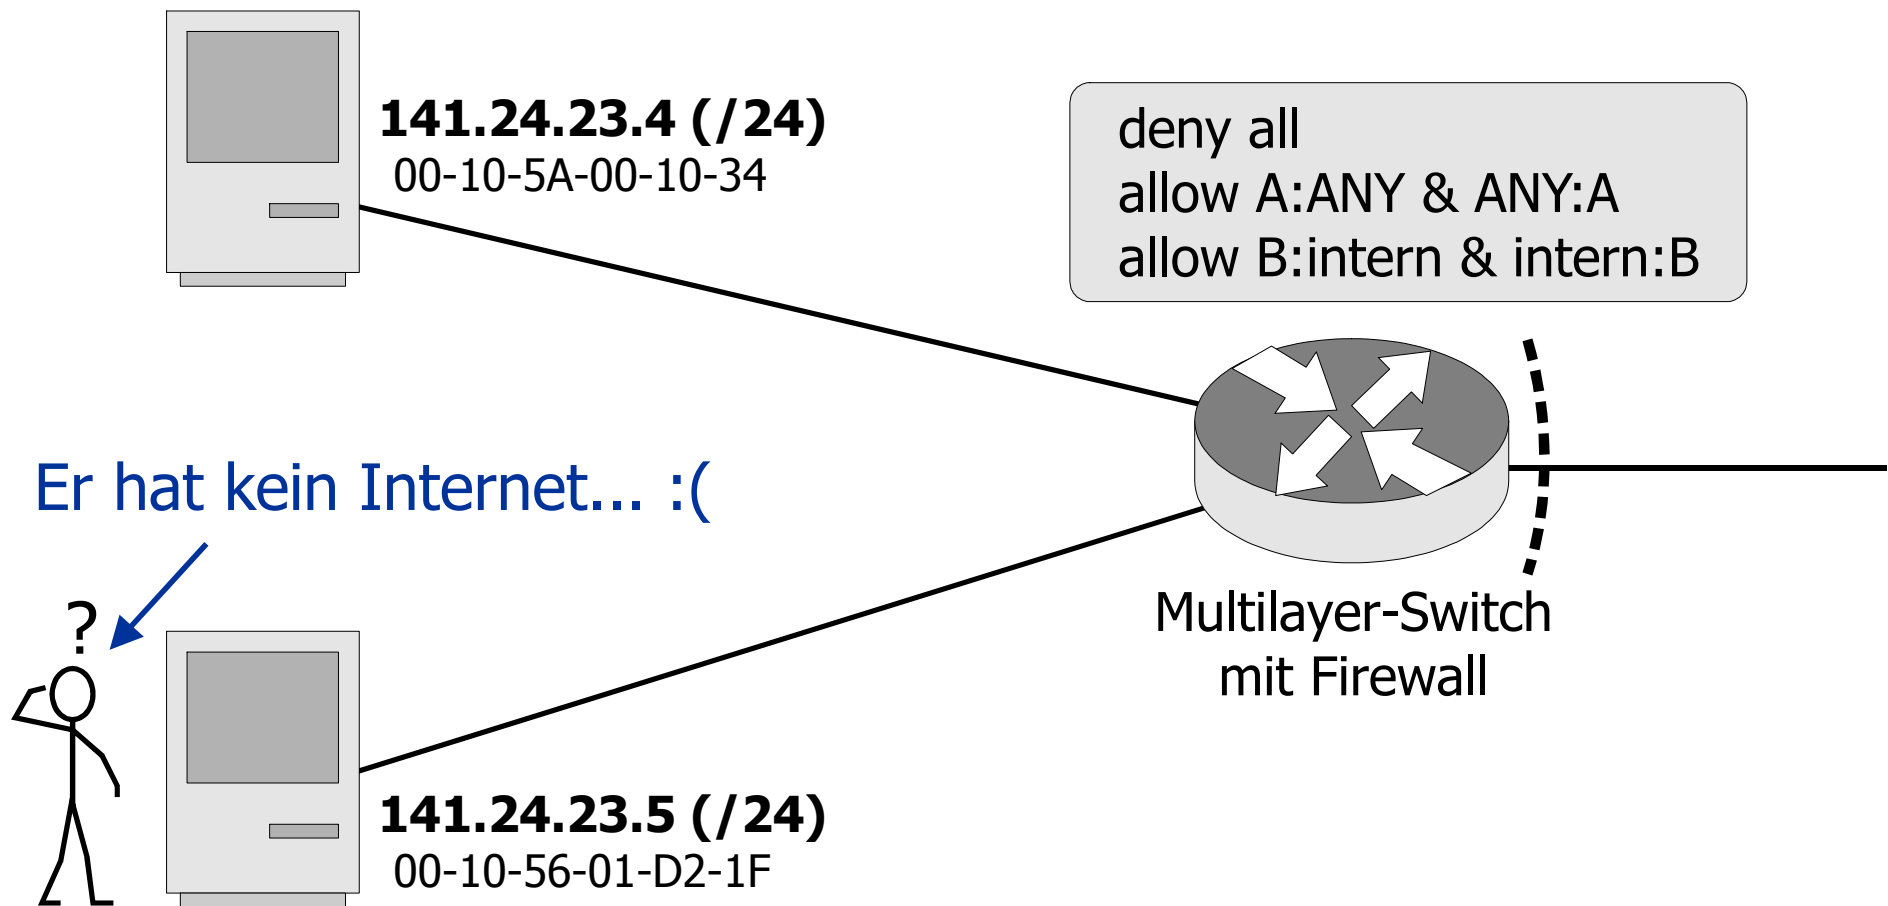 141.24.23.4 (/24)
00-10-5A-00-10-34
deny all
allow A:ANY & ANY:A
allow B:intern & intern:B
Er hat kein Internet... :(
?
Multilayer-Switch
mit Firewall
141.24.23.5 (/24)
00-10-56-01-D2-1F